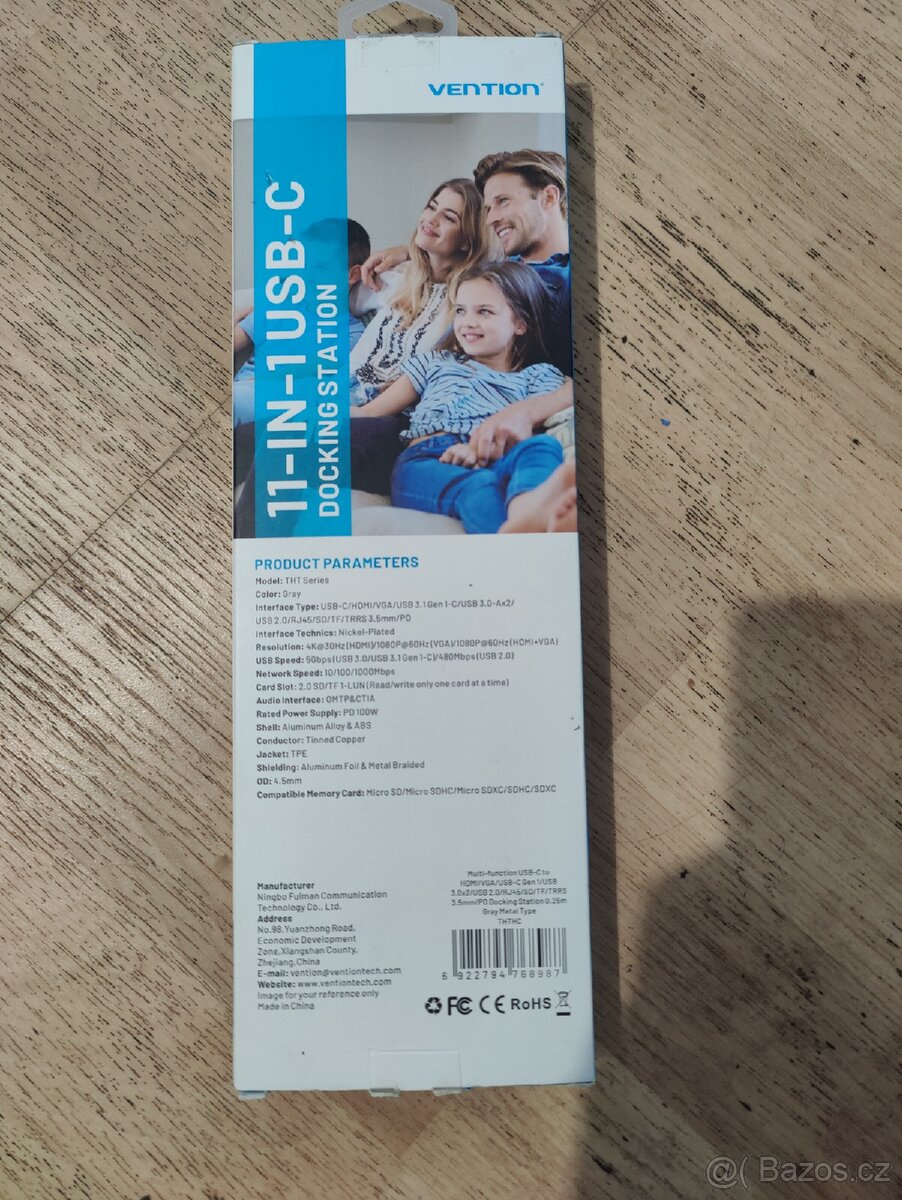 VENTION®
11-IN-1 USB-C
DOCKING STATION
PRODUCT PARAMETERS
Model: THT Series
Color: Gray
Interface Type: USB-C/HDMI/VGA/USB 3.1 Gen 1-C/USB 3.0-Ax2/
USB 2.0/RJ45/SD/TF/TRRS 3.5mm/PD
Interface Technics: Nickel-Plated
Resolution: 4K@30Hz(HDMI)/1080P@60Hz(VGA)/1080P@60Hz(HDMI+VGA)
USB Speed: 5Gbps(USB 3.0/USB 3.1 Gen 1-C)/480Mbps(USB 2.0)
Network Speed: 10/100/1000Mbps
Card Slot: 2.0 SD/TF 1-LUN (Read/write only one card at a time)
Audio Interface: OMTP&CTIA
Rated Power Supply: PD 100W
Shell: Aluminum Alloy & ABS
Conductor: Tinned Copper
Jacket: TPE
Shielding: Aluminum Foil & Metal Braided
OD: 4.5mm
Compatible Memory Card: Micro SD/Micro SDHC/Micro SDXC/SDHC/SDXC
Manufacturer
Ningbo Fulman Communication
Technology Co., Ltd.
Address
No.98,Yuanzhong Road,
Economic Development
Zone,Xiangshan County,
Zhejiang,China
E-mail: vention@ventiontech.com
Website: www.ventiontech.com
Image for your reference only
Made in China
Multi-function USB-C to
HDMI/VGA/USB-C Gen 1/USB
3.0x2/USB 2.0/RJ45/SD/TF/TRRS
3.5mm/PD Docking Station 0.25m
Gray Metal Type
THTHC
6 922794 768987
FC CE RoHS
@( Bazos.cz